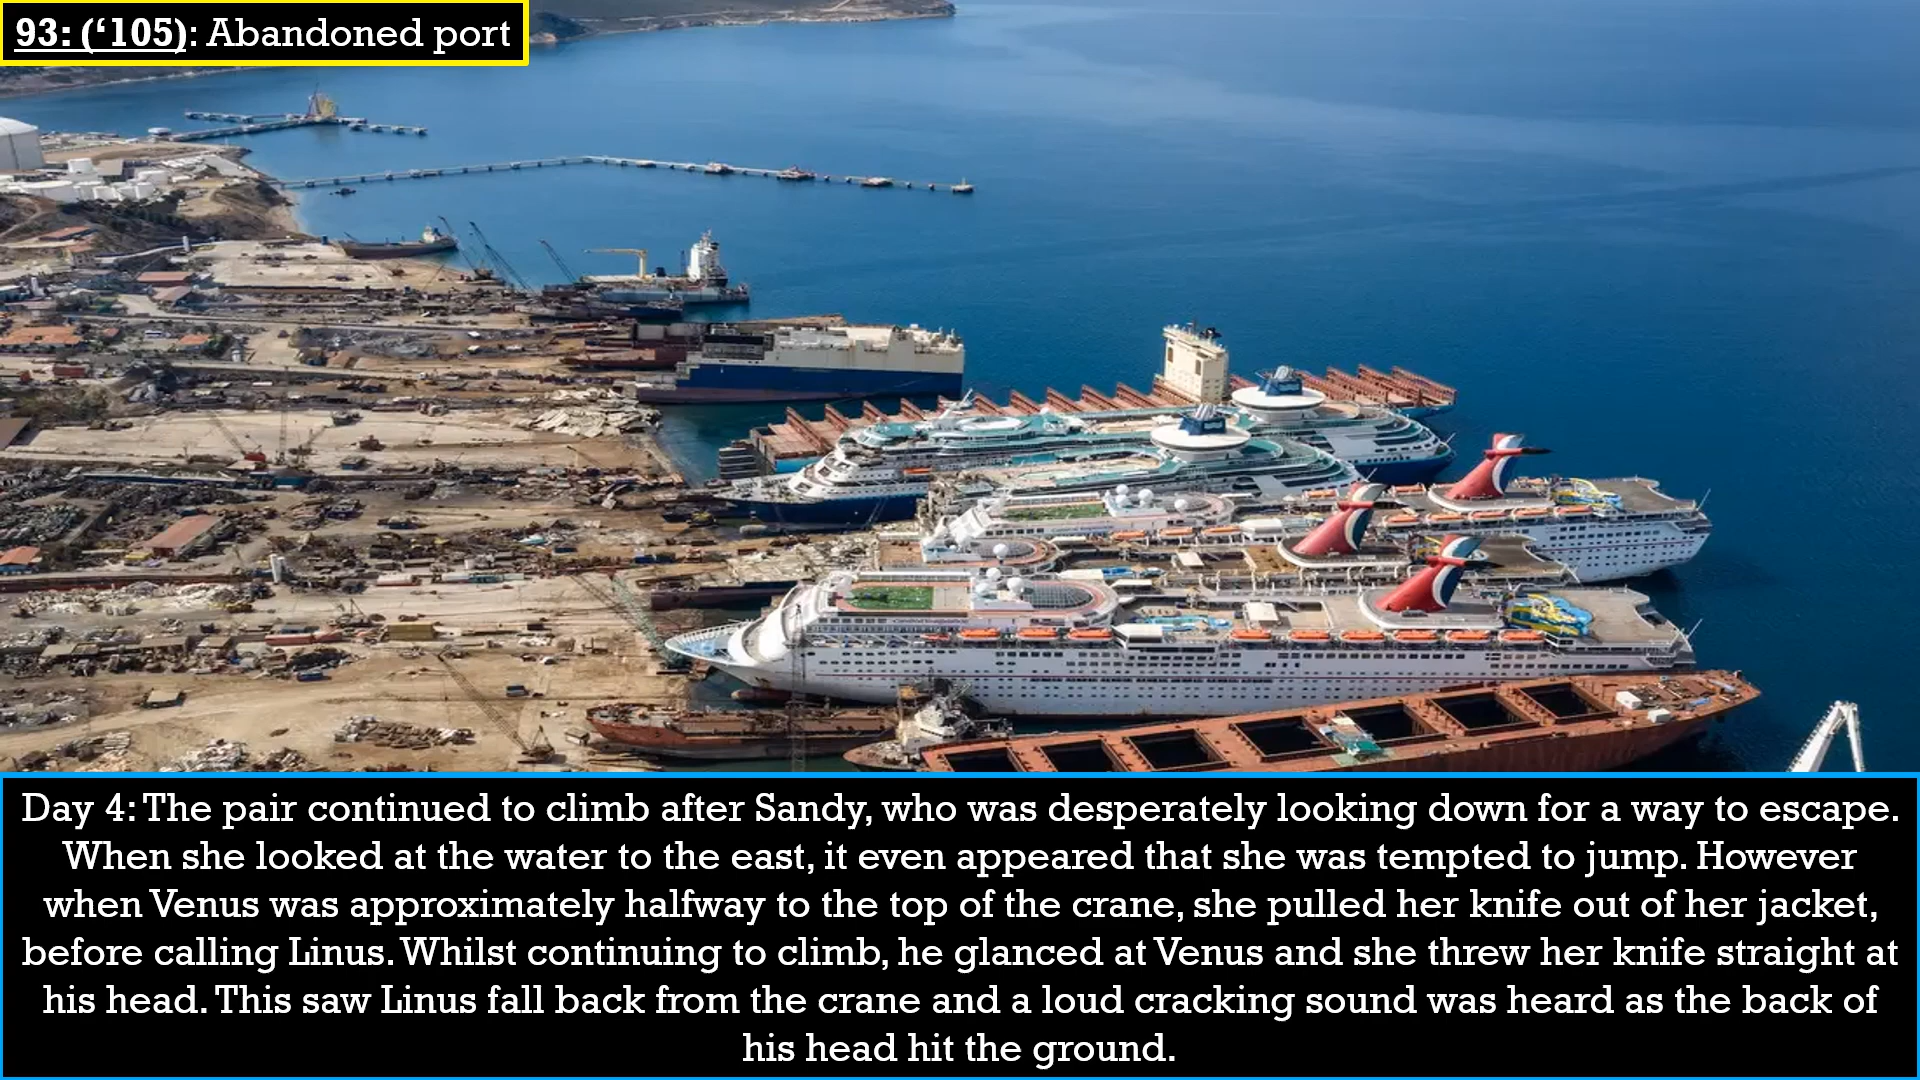 93: (‘105): Abandoned port
Day 4: The pair continued to climb after Sandy, who was desperately looking down for a way to escape.
When she looked at the water to the east, it even appeared that she was tempted to jump. However
when Venus was approximately halfway to the top of the crane, she pulled her knife out of her jacket,
before calling Linus. Whilst continuing to climb, he glanced at Venus and she threw her knife straight at
his head. This saw Linus fall back from the crane and a loud cracking sound was heard as the back of
his head hit the ground.